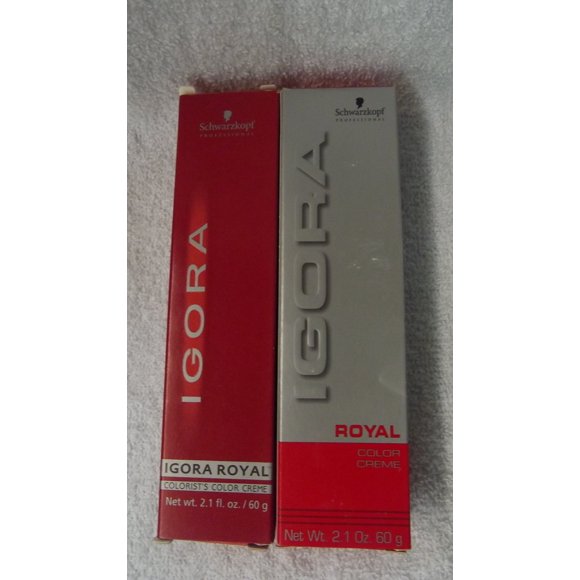 Schwarzkopf
PROFESSIONAL
IGORA
IGORA ROYAL
COLORIST'S COLOR CREME
Net wt. 2.1 fl. oz. / 60 g
Schwarzkopf
PROFESSIONAL
IGORA
ROYAL
COLOR
CREME
Net Wt. 2.1 Oz. 60 g